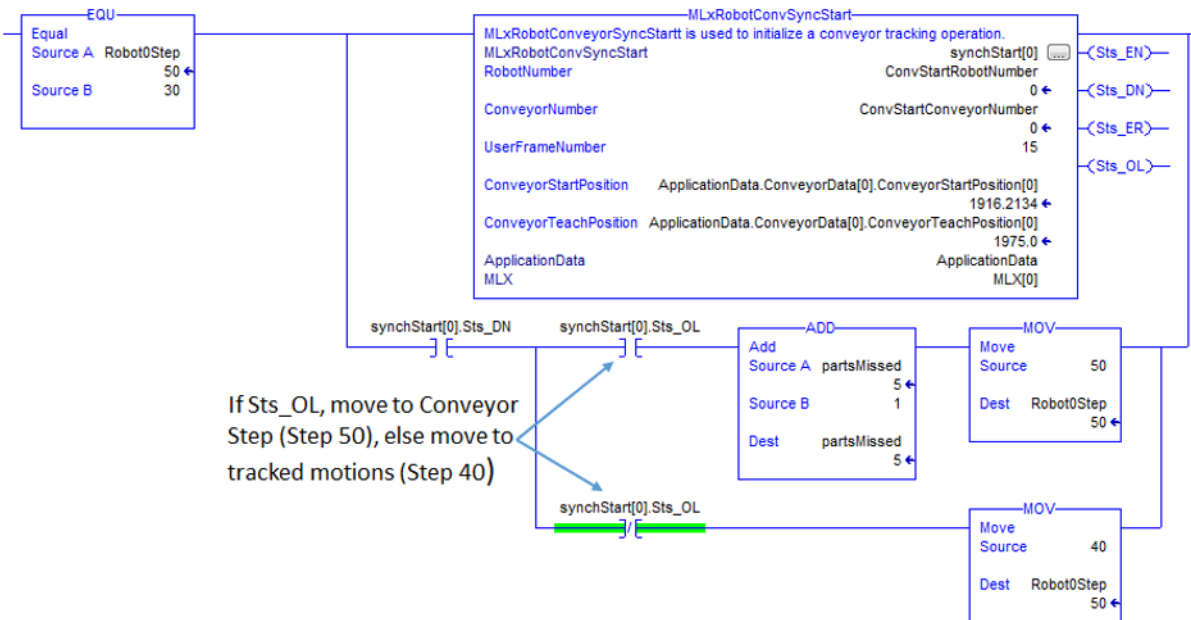 EQU
Equal
Source A Robot0Step
50
Source B 30
MLxRobotConvSyncStart
MLxRobotConveyorSyncStartt is used to initialize a conveyor tracking operation.
MLxRobotConvSyncStart synchStart[0] ...
RobotNumber ConvStartRobotNumber
0
ConveyorNumber ConvStartConveyorNumber
0
UserFrameNumber 15
ConveyorStartPosition ApplicationData.ConveyorData[0].ConveyorStartPosition[0]
1916.2134
ConveyorTeachPosition ApplicationData.ConveyorData[0].ConveyorTeachPosition[0]
1975.0
ApplicationData ApplicationData
MLX MLX[0]
Sts_EN
Sts_DN
Sts_ER
Sts_OL
synchStart[0].Sts_DN
synchStart[0].Sts_OL
ADD
Add
Source A partsMissed
5
Source B 1
Dest partsMissed
5
MOV
Move
Source 50
Dest Robot0Step
50
If Sts_OL, move to Conveyor
Step (Step 50), else move to
tracked motions (Step 40)
synchStart[0].Sts_OL
MOV
Move
Source 40
Dest Robot0Step
50